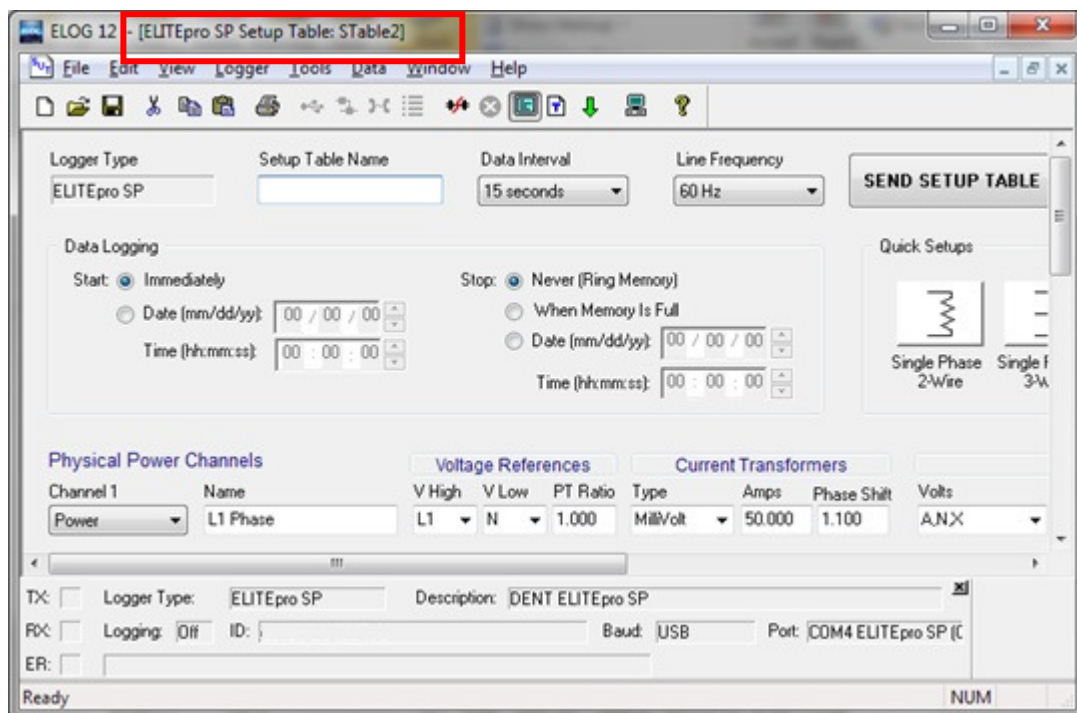 ELOG 12 - [ELITEpro SP Setup Table: STable2]
File Edit View Logger Tools Data Window Help
Logger Type Setup Table Name Data Interval Line Frequency
ELITEpro SP 15 seconds 60 Hz SEND SETUP TABLE
Data Logging Quick Setups
Start: Immediately Stop: Never (Ring Memory)
Date (mm/dd/yy): 00 / 00 / 00 When Memory Is Full
Time (hh:mm:ss): 00 : 00 : 00 Date (mm/dd/yy): 00 / 00 / 00
Time (hh:mm:ss): 00 : 00 : 00
Single Phase Single
2-Wire
Physical Power Channels Voltage References Current Transformers
Channel 1 Name V High V Low PT Ratio Type Amps Phase Shift Volts
Power L1 Phase L1 N 1.000 MilliVolt 50.000 1.100 A,N,X
TX: Logger Type: ELITEpro SP Description: DENT ELITEpro SP
RX: Logging: Off ID: Baud: USB Port: COM4 ELITEpro SP
ER:
Ready NUM